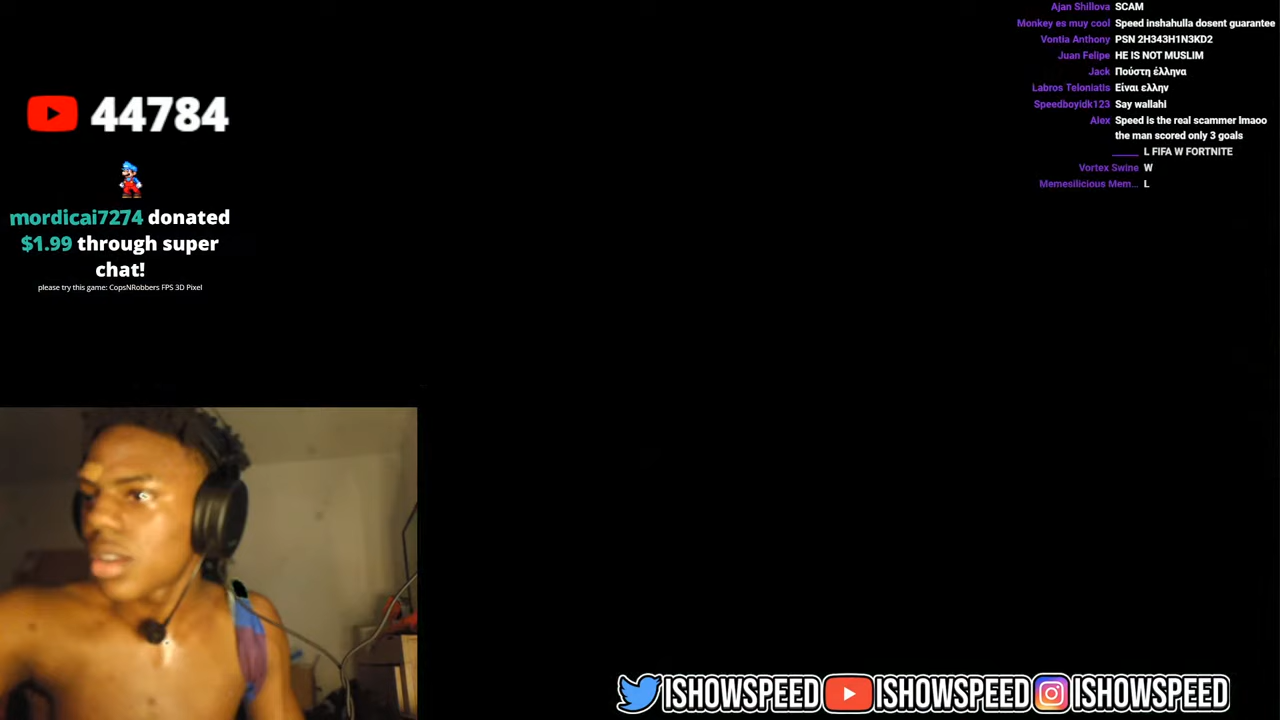 44784
mordicai7274 donated
$1.99 through super
chat!
please try this game: CopsNRobbers FPS 3D Pixel
Ajan Shillova SCAM
Monkey es muy cool Speed inshahulla dosent guarantee
Vontia Anthony PSN 2H343H1N3KD2
Juan Felipe HE IS NOT MUSLIM
Jack Πούστη έλληνα
Labros Teloniatis Είναι ελλην
Speedboyidk123 Say wallahi
Alex Speed is the real scammer lmaoo
the man scored only 3 goals
______ L FIFA W FORTNITE
Vortex Swine W
Memesilicious Mem... L
ISHOWSPEED ISHOWSPEED ISHOWSPEED